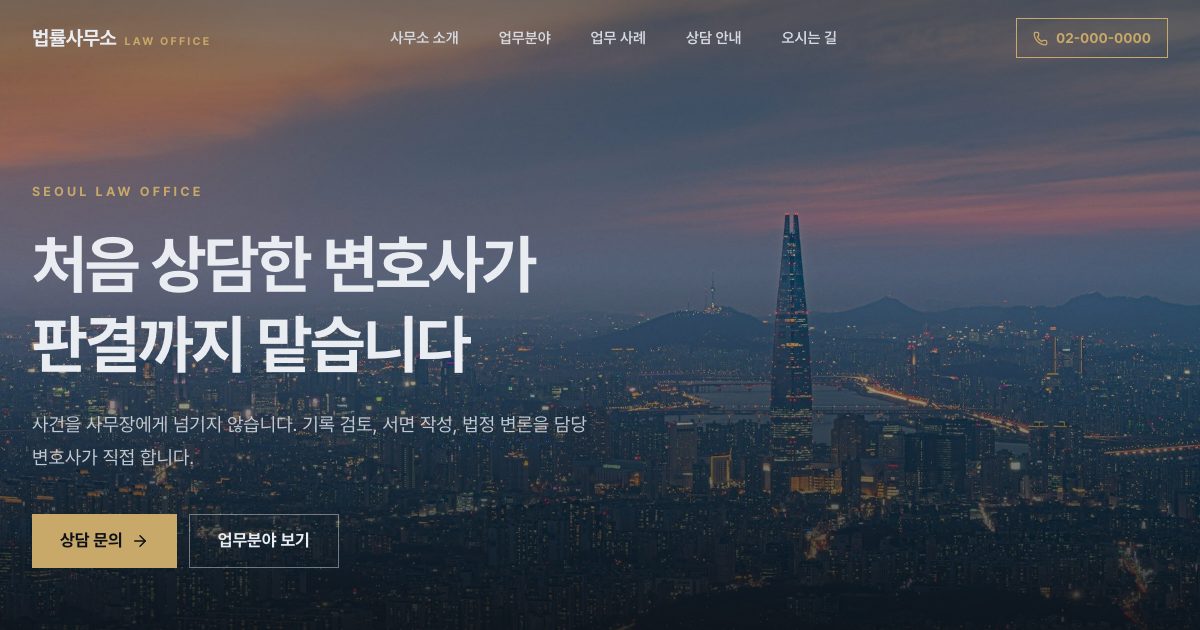 법률사무소 LAW OFFICE
사무소 소개 업무분야 업무 사례 상담 안내 오시는 길
02-000-0000
SEOUL LAW OFFICE
처음 상담한 변호사가
판결까지 맡습니다
사건을 사무장에게 넘기지 않습니다. 기록 검토, 서면 작성, 법정 변론을 담당
변호사가 직접 합니다.
상담 문의 →
업무분야 보기